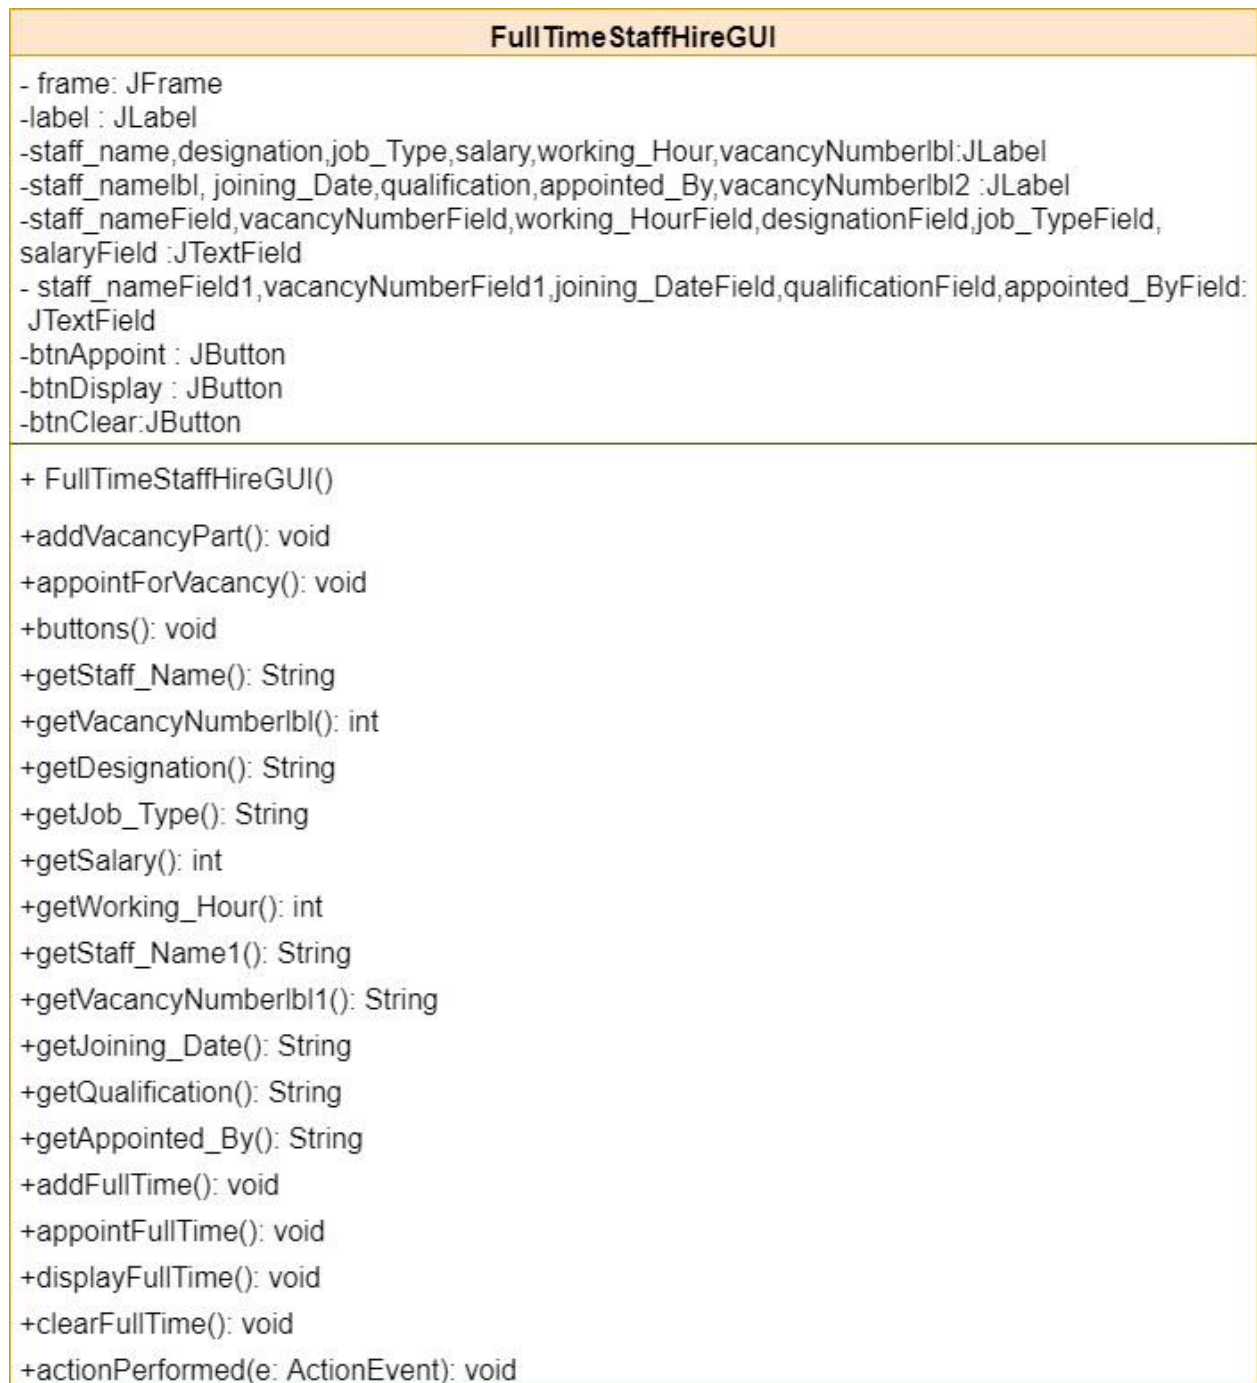 FullTimeStaffHireGUI
- frame: JFrame
-label : JLabel
-staff_name,designation,job_Type,salary,working_Hour,vacancyNumberlbl:JLabel
-staff_namelbl, joining_Date,qualification,appointed_By,vacancyNumberlbl2 :JLabel
-staff_nameField,vacancyNumberField,working_HourField,designationField,job_TypeField,
salaryField :JTextField
- staff_nameField1,vacancyNumberField1,joining_DateField,qualificationField,appointed_ByField:
JTextField
-btnAppoint : JButton
-btnDisplay : JButton
-btnClear:JButton
+ FullTimeStaffHireGUI()
+addVacancyPart(): void
+appointForVacancy(): void
+buttons(): void
+getStaff_Name(): String
+getVacancyNumberlbl(): int
+getDesignation(): String
+getJob_Type(): String
+getSalary(): int
+getWorking_Hour(): int
+getStaff_Name1(): String
+getVacancyNumberlbl1(): String
+getJoining_Date(): String
+getQualification(): String
+getAppointed_By(): String
+addFullTime(): void
+appointFullTime(): void
+displayFullTime(): void
+clearFullTime(): void
+actionPerformed(e: ActionEvent): void